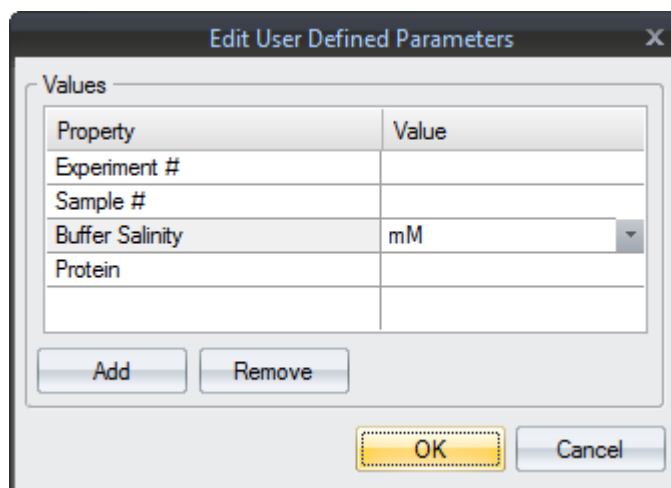 Edit User Defined Parameters X
Values
Property Value
Experiment #
Sample #
Buffer Salinity mM
Protein
Add Remove
OK Cancel